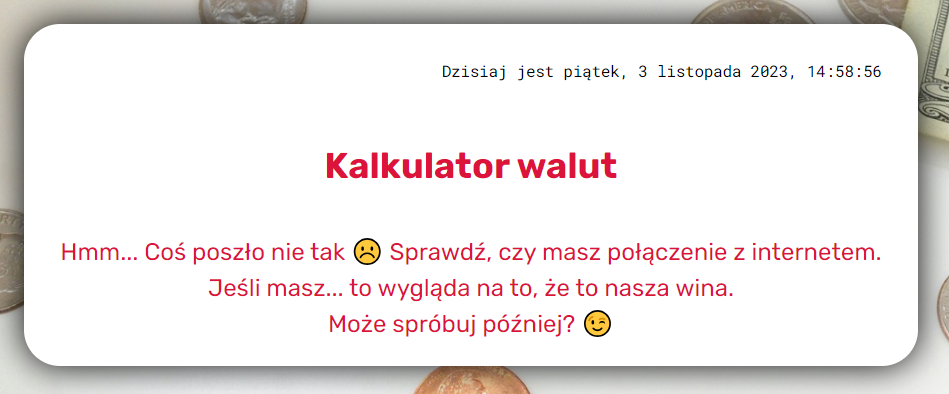 Dzisiaj jest piątek, 3 listopada 2023, 14:58:56
Kalkulator walut
Hmm... Coś poszło nie tak ☹️ Sprawdź, czy masz połączenie z internetem.
Jeśli masz... to wygląda na to, że to nasza wina.
Może spróbuj później? 😉